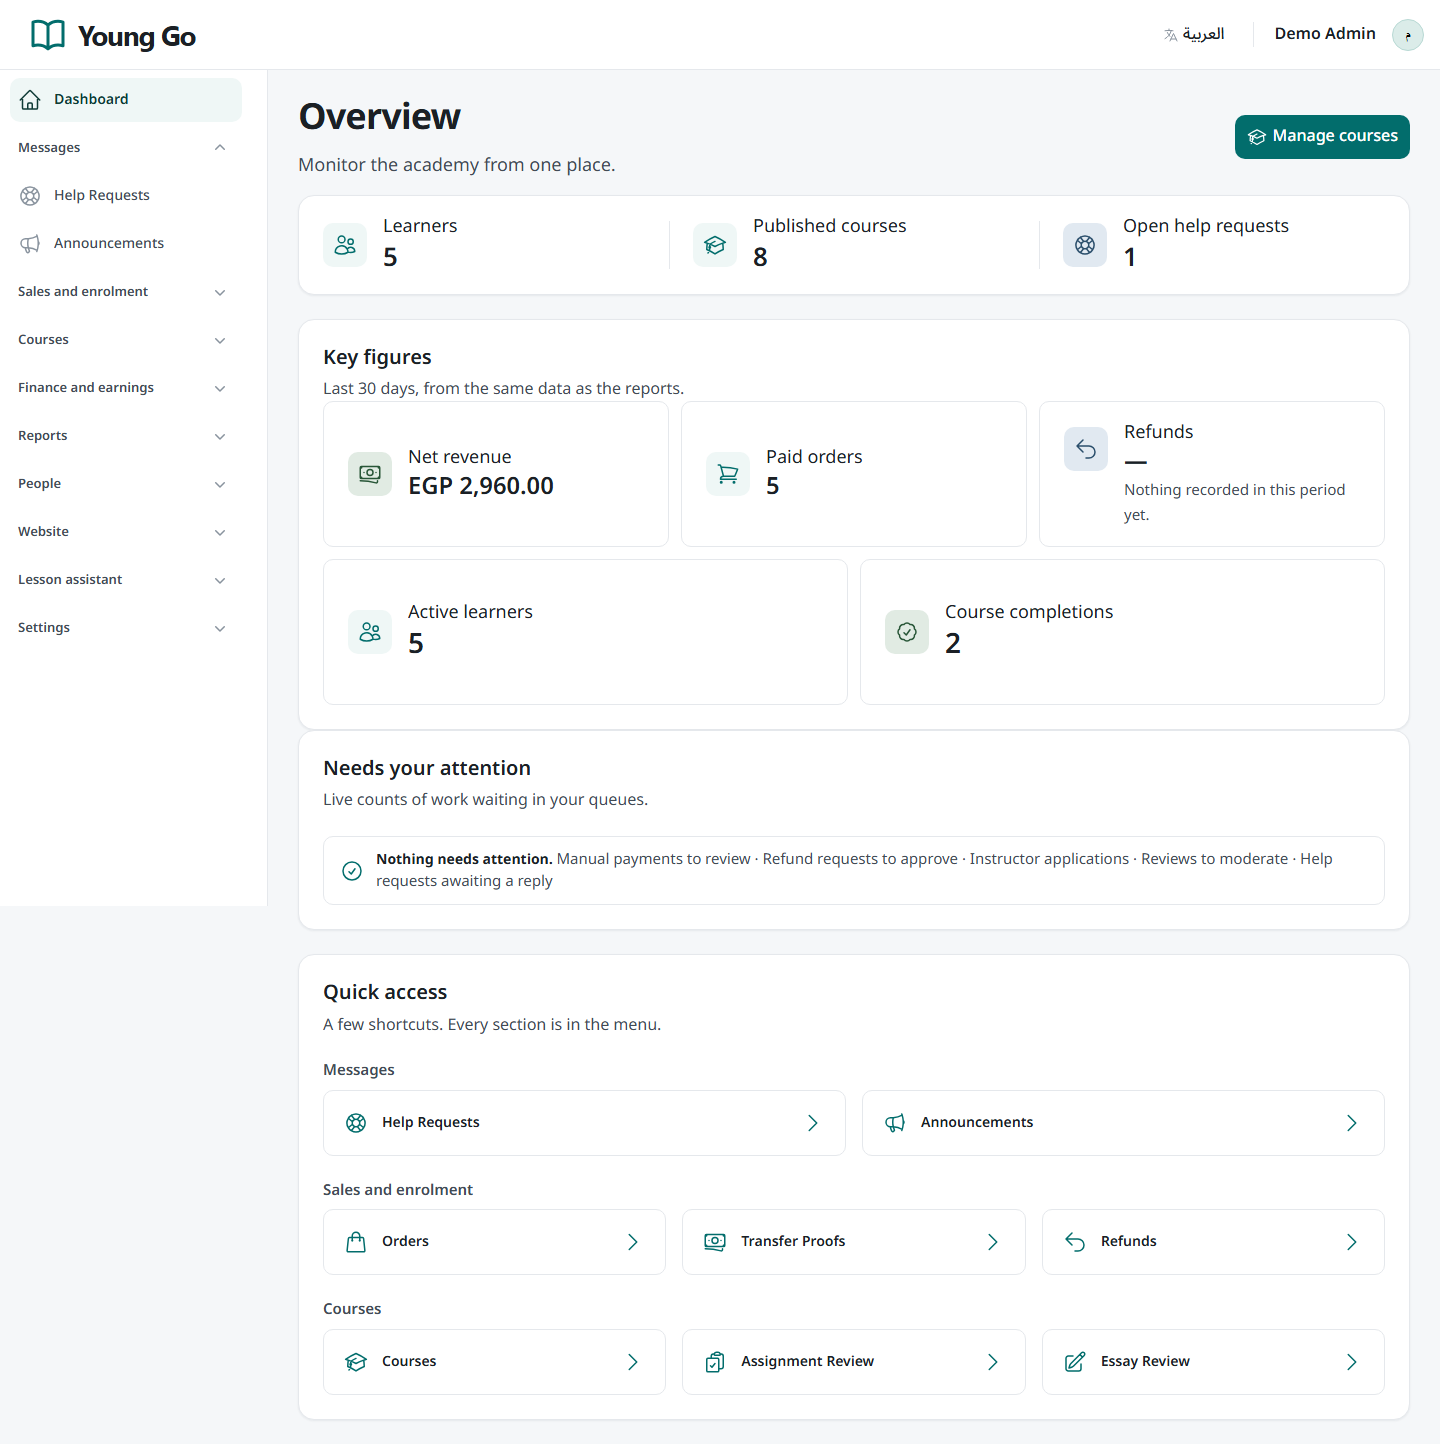 Young Go
العربية
Demo Admin
م
Dashboard
Messages
Help Requests
Announcements
Sales and enrolment
Courses
Finance and earnings
Reports
People
Website
Lesson assistant
Settings
Overview
Monitor the academy from one place.
Manage courses
Learners
5
Published courses
8
Open help requests
1
Key figures
Last 30 days, from the same data as the reports.
Net revenue
EGP 2,960.00
Paid orders
5
Refunds
—
Nothing recorded in this period
yet.
Active learners
5
Course completions
2
Needs your attention
Live counts of work waiting in your queues.
Nothing needs attention. Manual payments to review · Refund requests to approve · Instructor applications · Reviews to moderate · Help
requests awaiting a reply
Quick access
A few shortcuts. Every section is in the menu.
Messages
Help Requests
Announcements
Sales and enrolment
Orders
Transfer Proofs
Refunds
Courses
Courses
Assignment Review
Essay Review